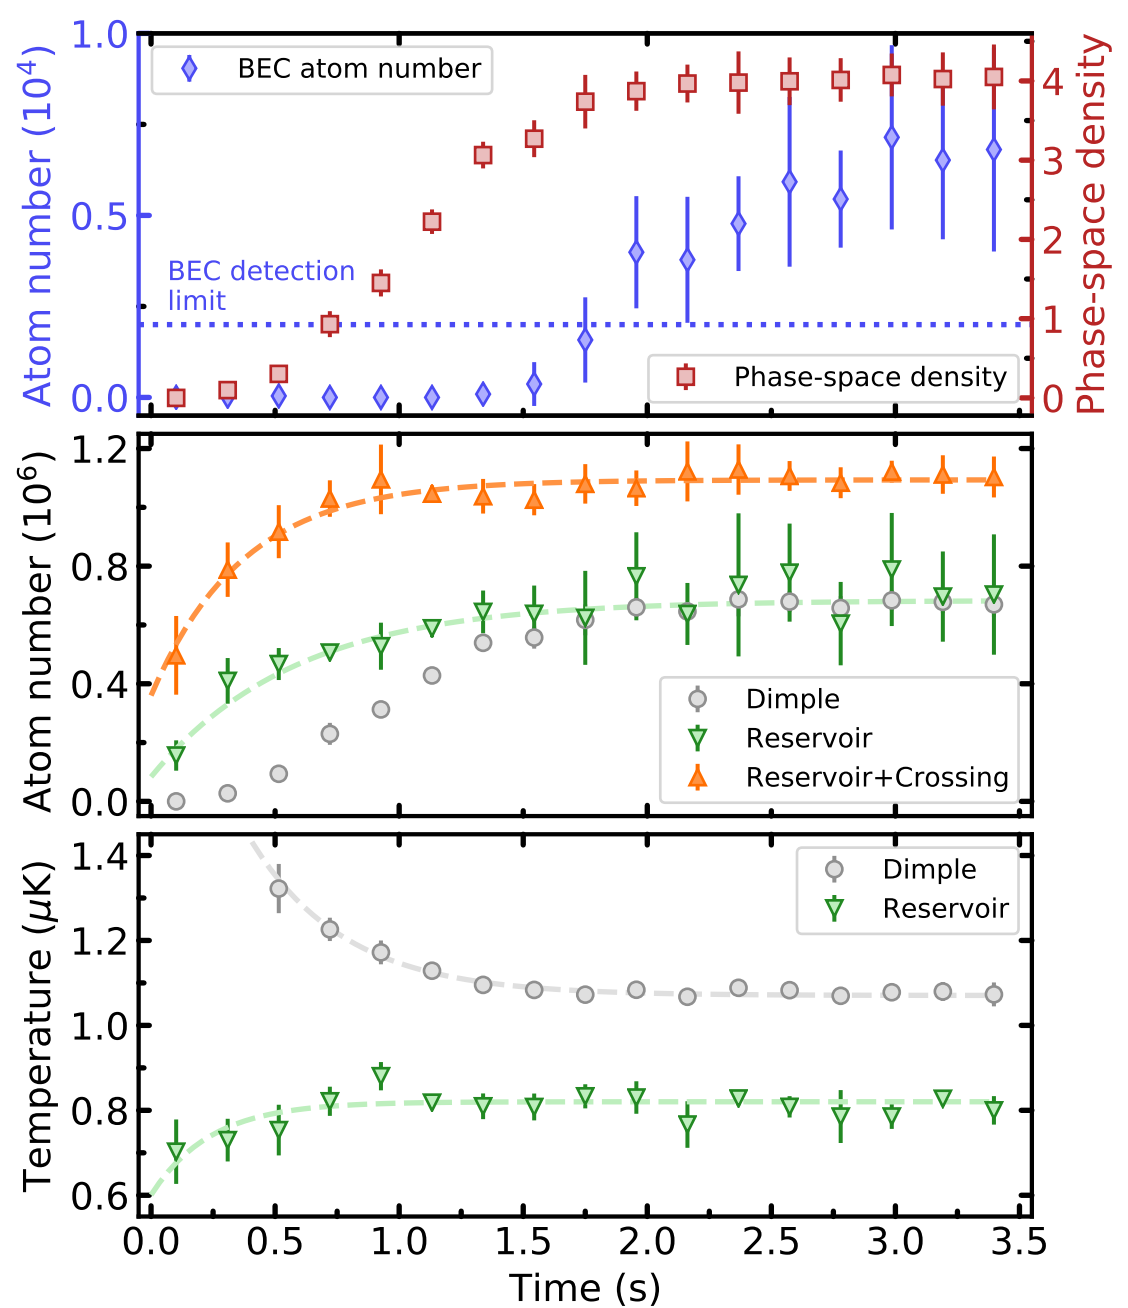 1.0
0.5
0.0
Atom number (10⁴)
BEC atom number
BEC detection
limit
Phase-space density
4
3
2
1
0
Phase-space density
1.2
0.8
0.4
0.0
Atom number (10⁶)
Dimple
Reservoir
Reservoir+Crossing
1.4
1.2
1.0
0.8
0.6
Temperature (μK)
Dimple
Reservoir
0.0 0.5 1.0 1.5 2.0 2.5 3.0 3.5
Time (s)